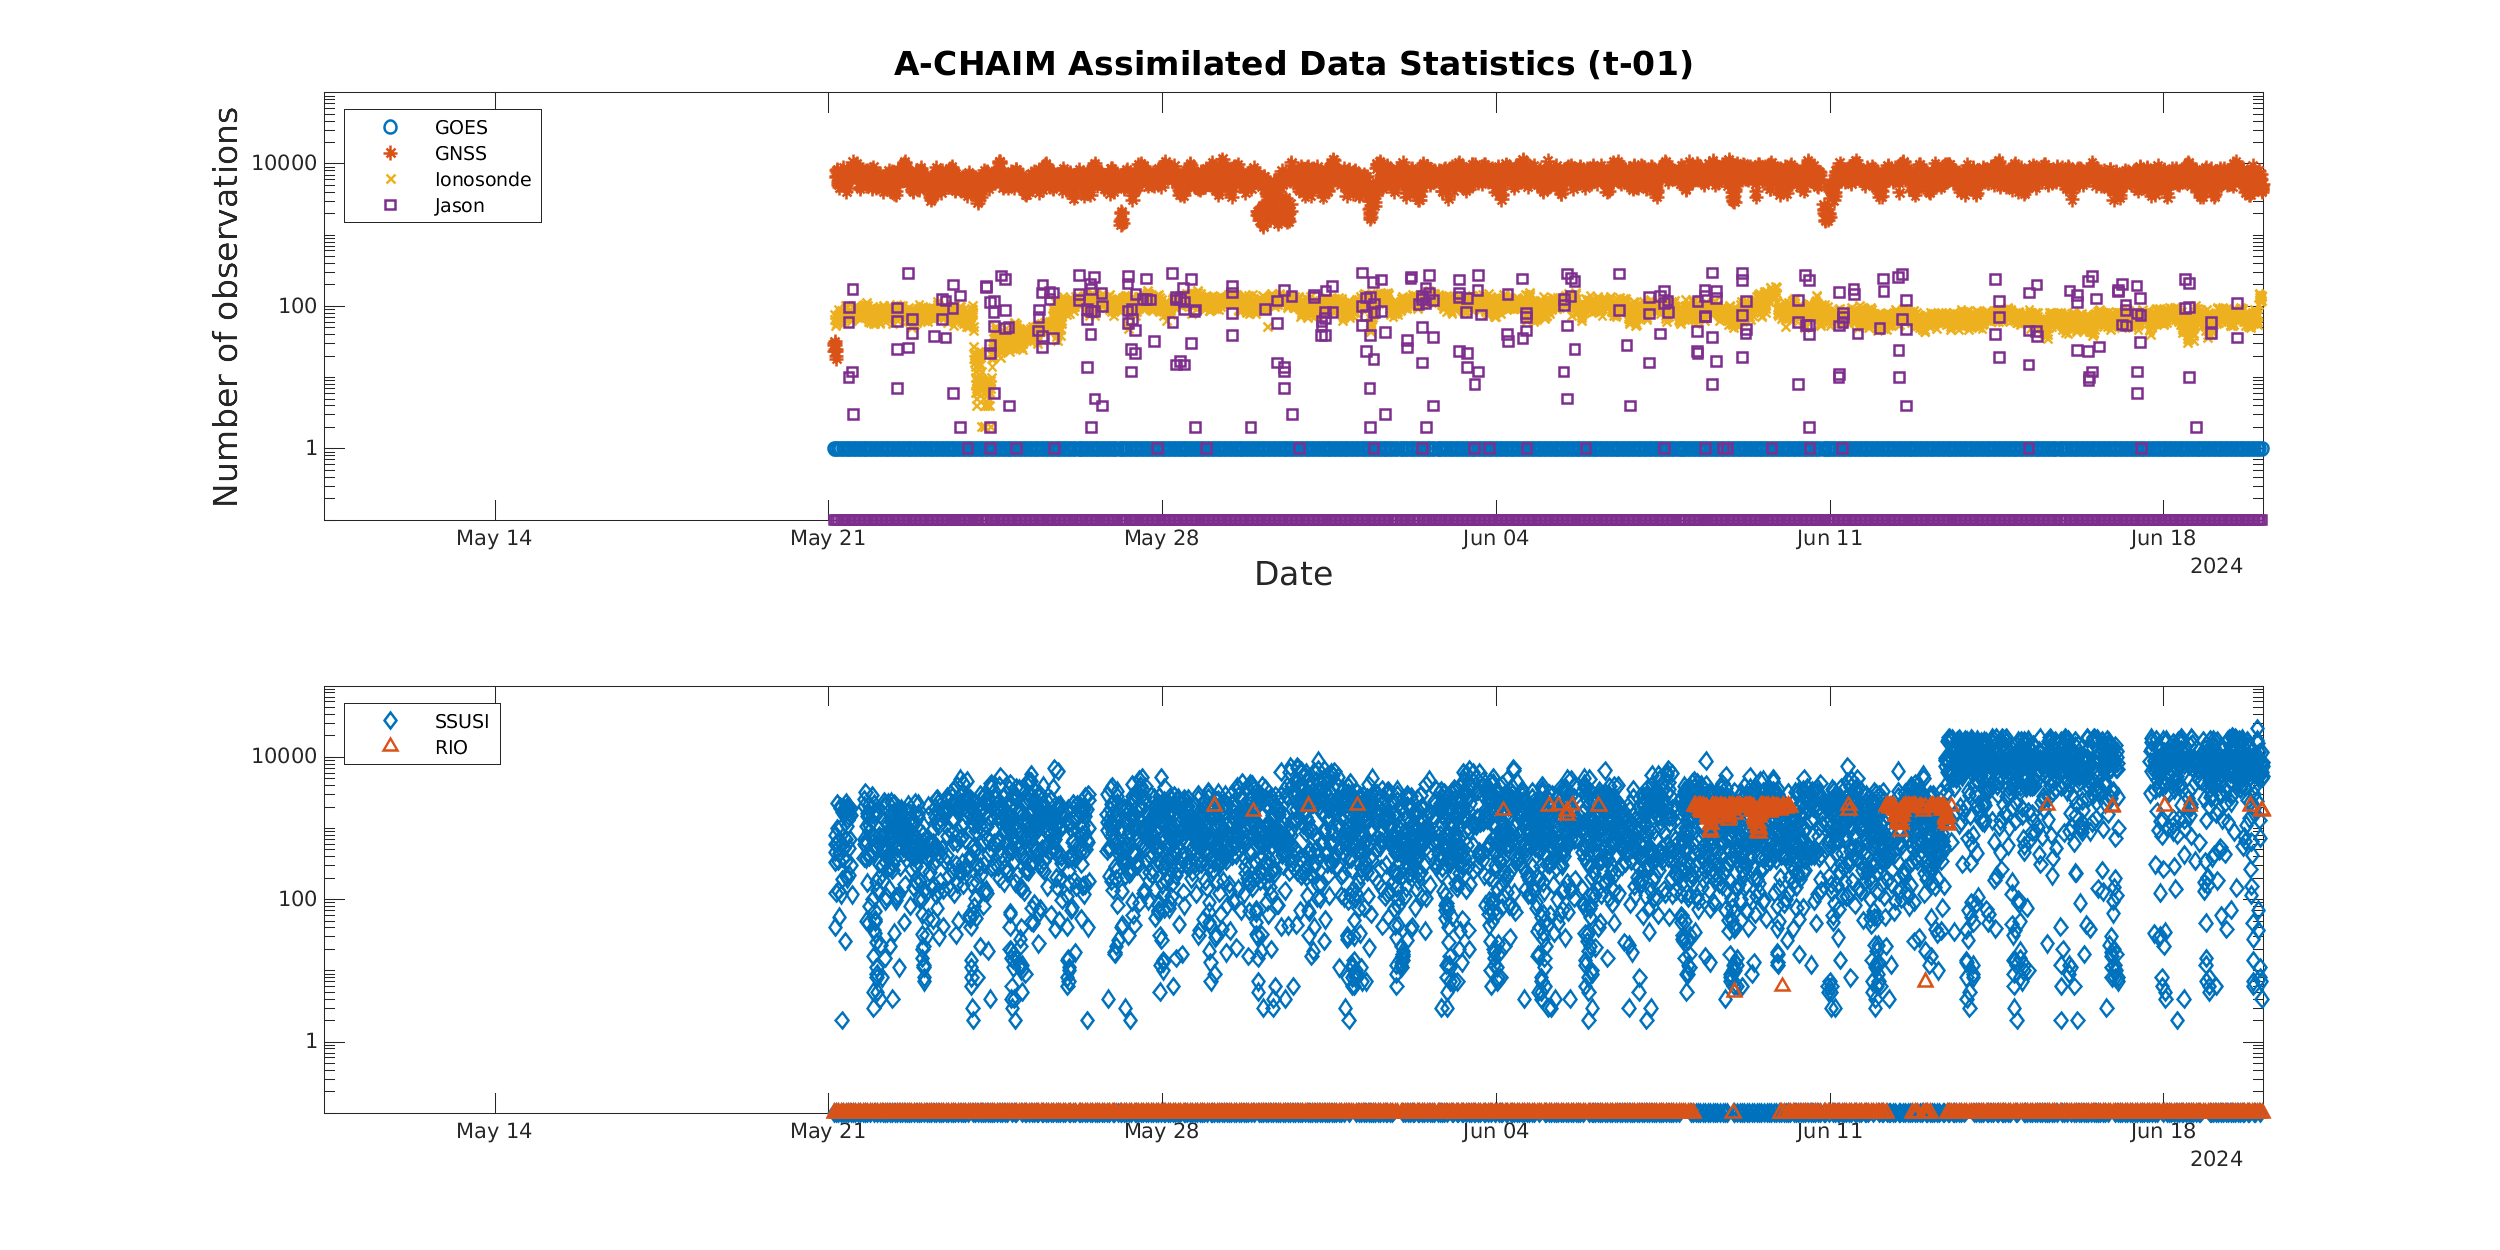 A-CHAIM Assimilated Data Statistics (t-01)
Number of observations
10000
100
1
GOES
GNSS
Ionosonde
Jason
May 14
May 21
May 28
Jun 04
Jun 11
Jun 18
2024
Date
10000
100
1
SSUSI
RIO
May 14
May 21
May 28
Jun 04
Jun 11
Jun 18
2024